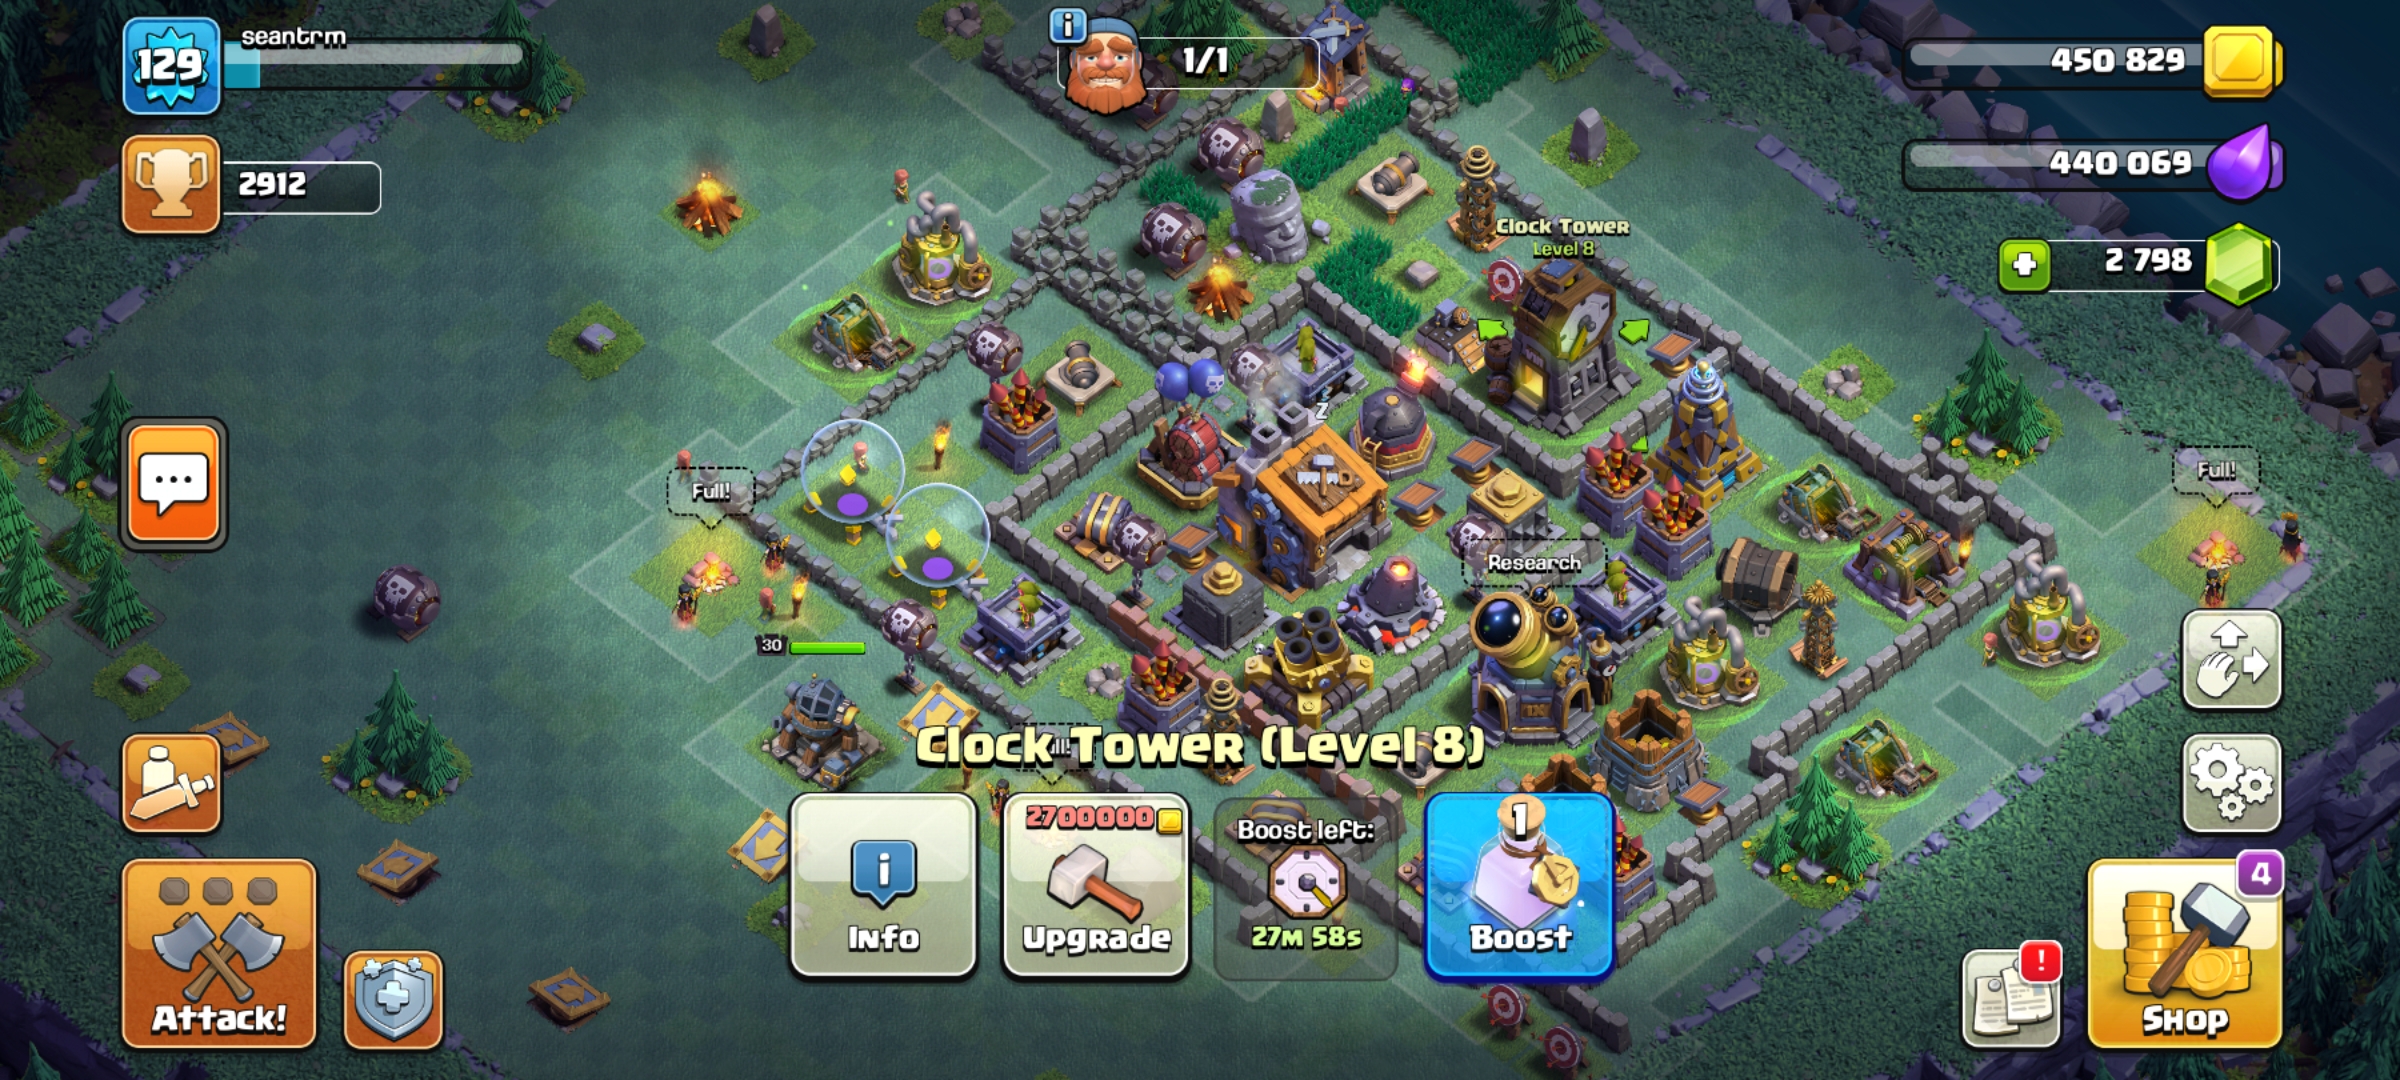 seantrm
129
1/1
450 829
2912
440 069
2 798
Clock Tower
Level 8
Z
Full!
Full!
Research
30
Clock Tower (Level 8)
2700000
Boost left:
1
4
Info
Upgrade
27m 58s
Boost
!
Attack!
Shop